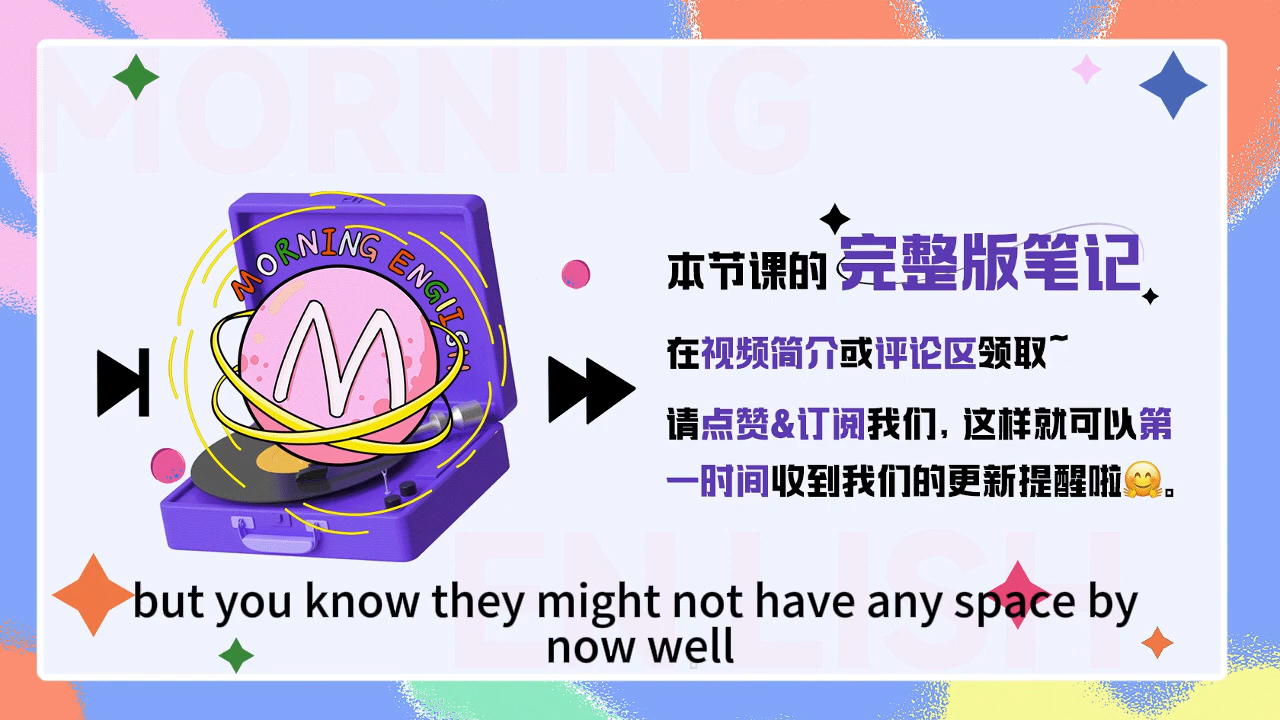 MORNING
MORNING ENGLISH
M
本节课的 完整版笔记
在视频简介或评论区领取~
请点赞&订阅我们，这样就可以第
一时间收到我们的更新提醒啦🤗。
ENGLISH
but you know they might not have any space by
now well